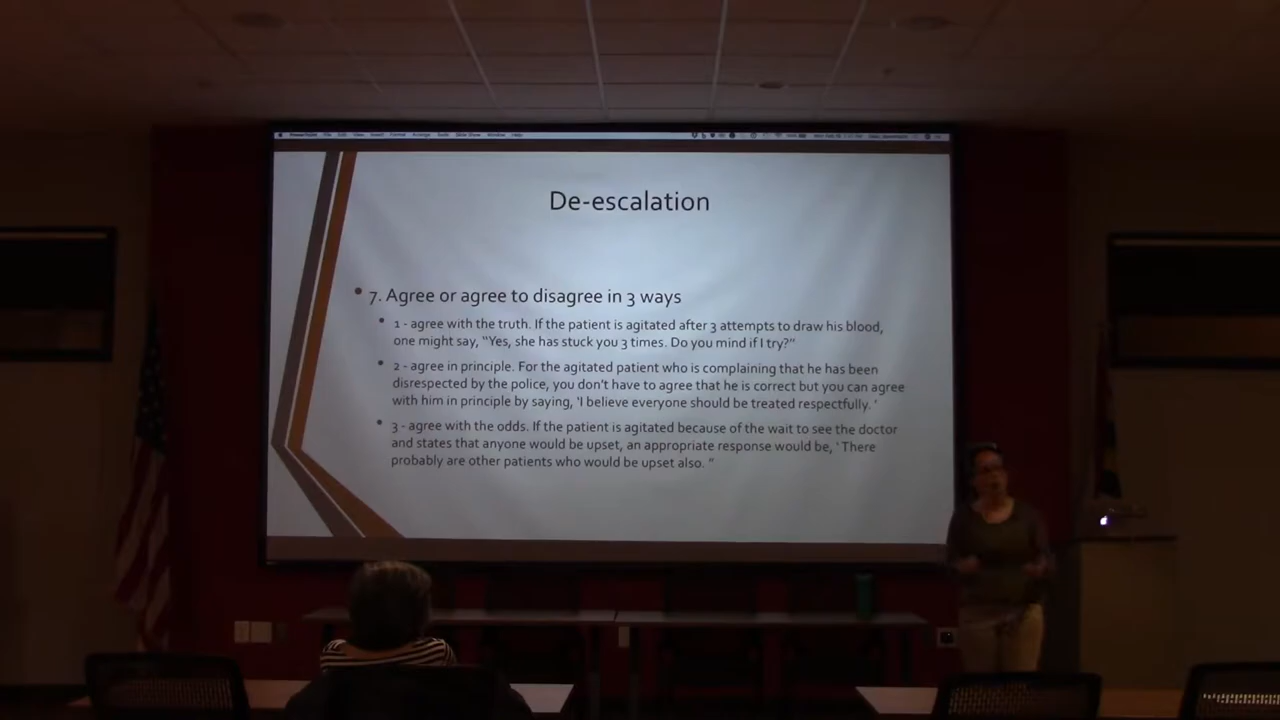 De-escalation
• 7. Agree or agree to disagree in 3 ways
• 1 - agree with the truth. If the patient is agitated after 3 attempts to draw his blood,
one might say, "Yes, she has stuck you 3 times. Do you mind if I try?"
• 2 - agree in principle. For the agitated patient who is complaining that he has been
disrespected by the police, you don't have to agree that he is correct but you can agree
with him in principle by saying, 'I believe everyone should be treated respectfully. '
• 3 - agree with the odds. If the patient is agitated because of the wait to see the doctor
and states that anyone would be upset, an appropriate response would be, ' There
probably are other patients who would be upset also. "